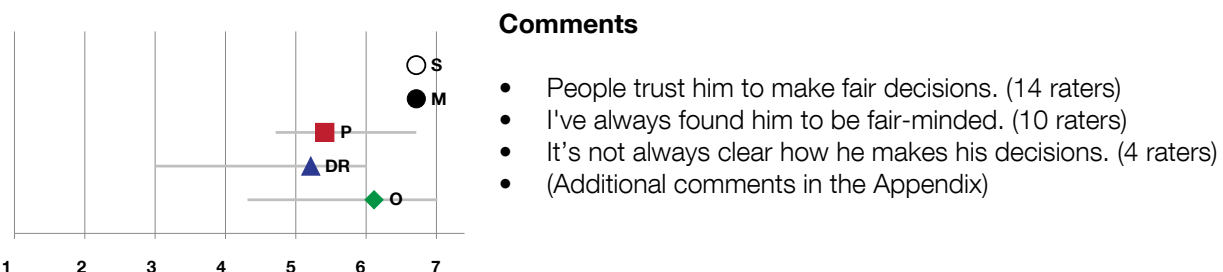 Comments
S
M
P
DR
O
• People trust him to make fair decisions. (14 raters)
• I've always found him to be fair-minded. (10 raters)
• It’s not always clear how he makes his decisions. (4 raters)
• (Additional comments in the Appendix)
1 2 3 4 5 6 7